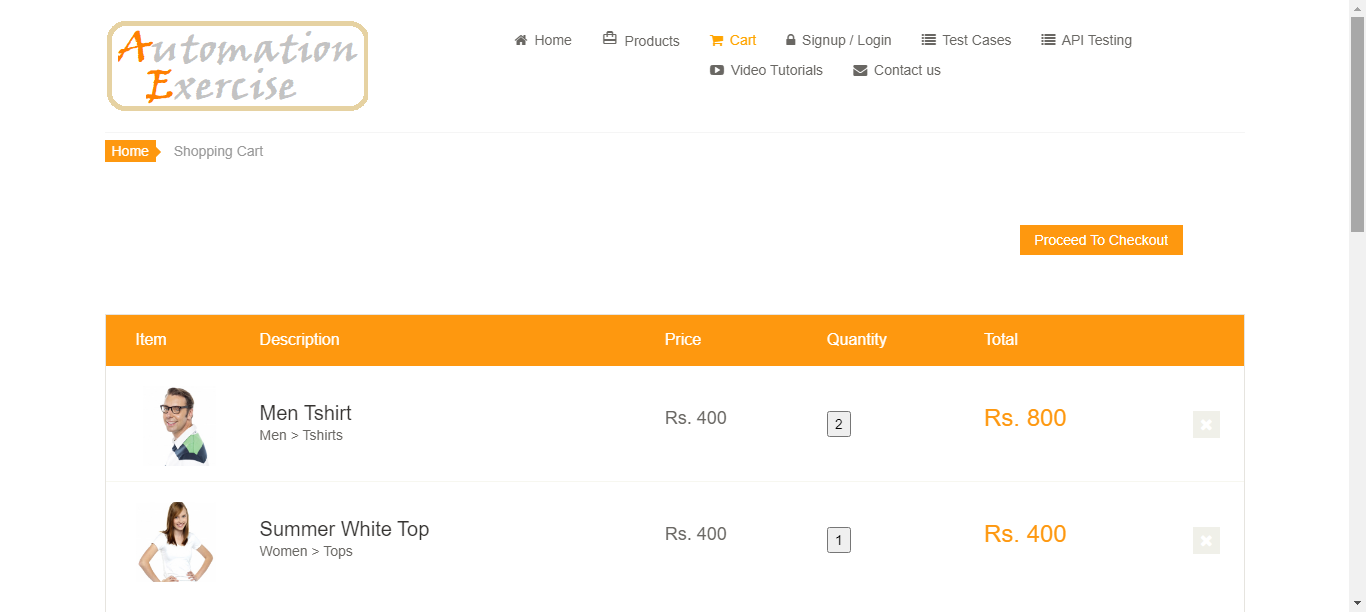 Automation
Exercise
Home Products Cart Signup / Login Test Cases API Testing
Video Tutorials Contact us
Home Shopping Cart
Proceed To Checkout
Item Description Price Quantity Total
Men Tshirt
Men > Tshirts
Rs. 400 2 Rs. 800
Summer White Top
Women > Tops
Rs. 400 1 Rs. 400